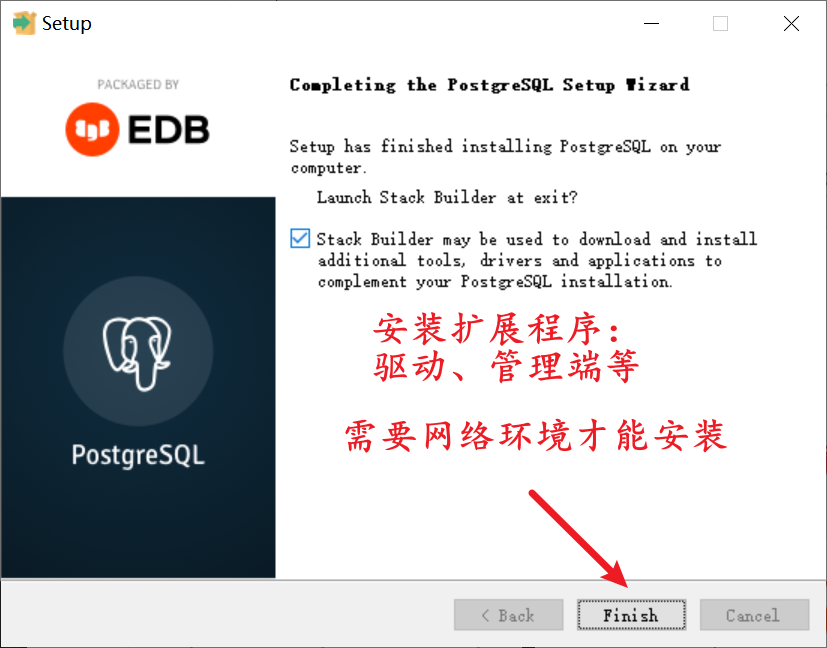 Setup
PACKAGED BY
EDB
Completing the PostgreSQL Setup Wizard
Setup has finished installing PostgreSQL on your
computer.
Launch Stack Builder at exit?
Stack Builder may be used to download and install
additional tools, drivers and applications to
complement your PostgreSQL installation.
安装扩展程序：
驱动、管理端等
需要网络环境才能安装
PostgreSQL
< Back
Finish
Cancel